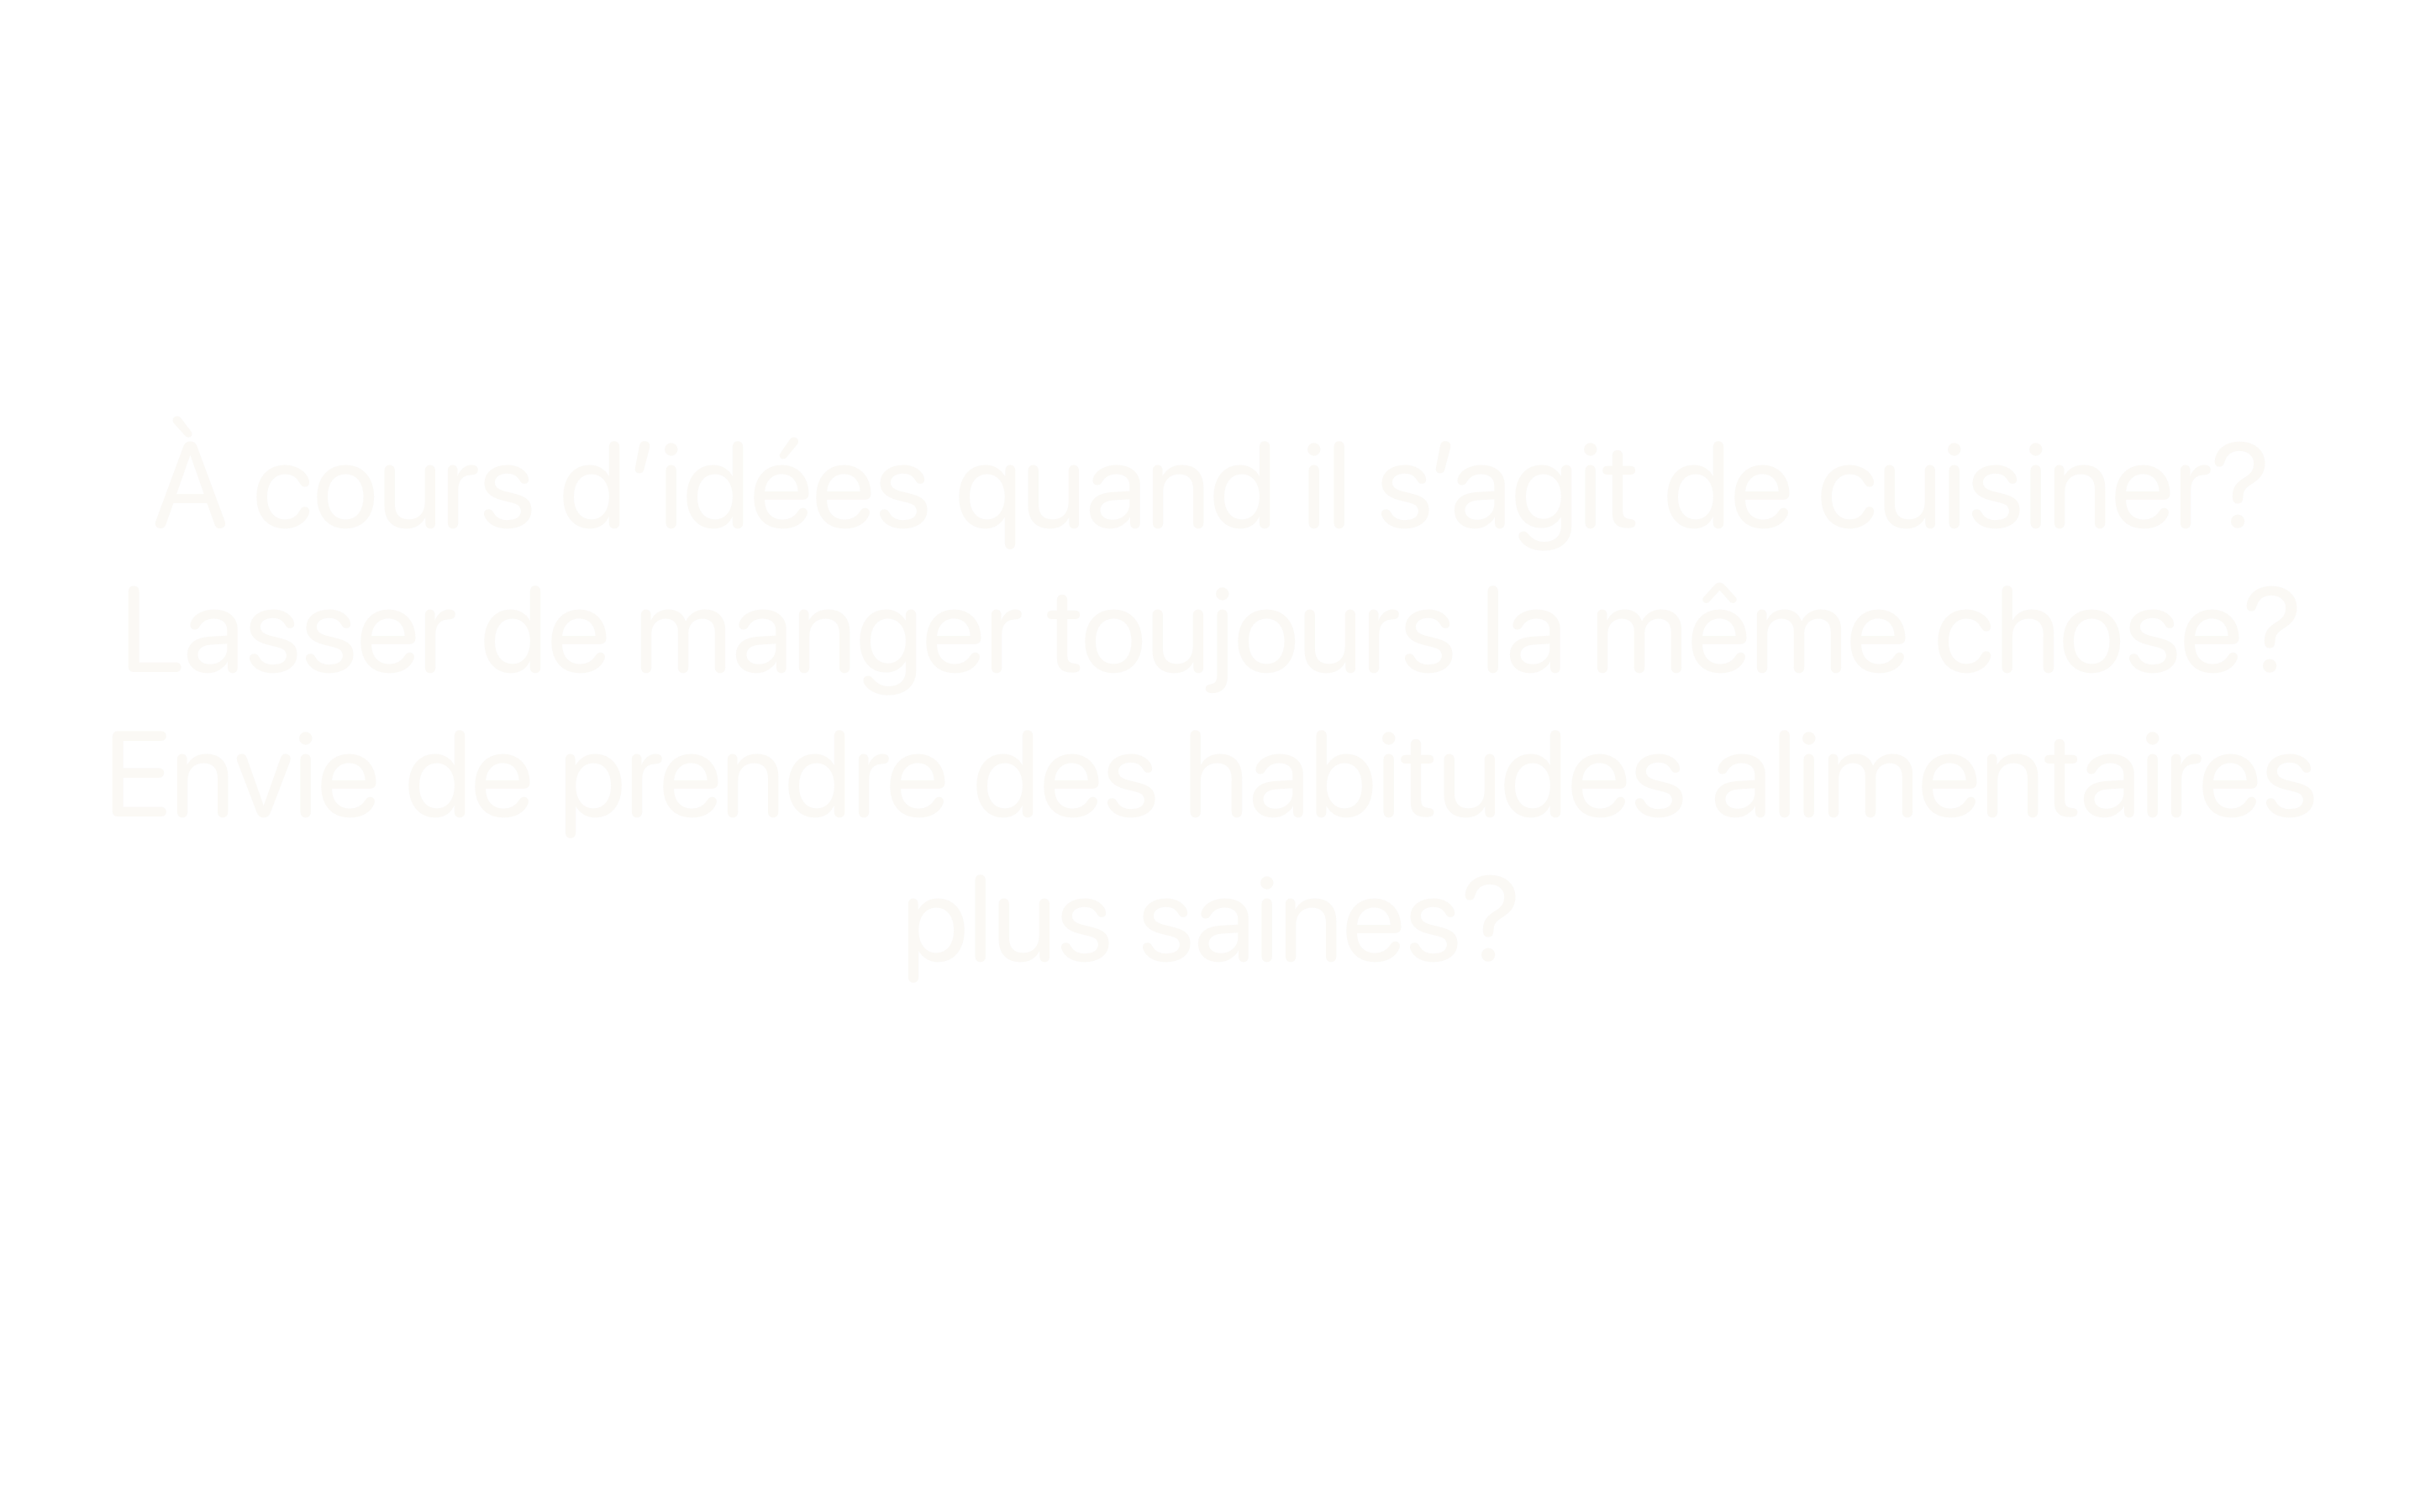 À cours d'idées quand il s’agit de cuisiner?
Lasser de manger toujours la même chose?
Envie de prendre des habitudes alimentaires
plus saines?